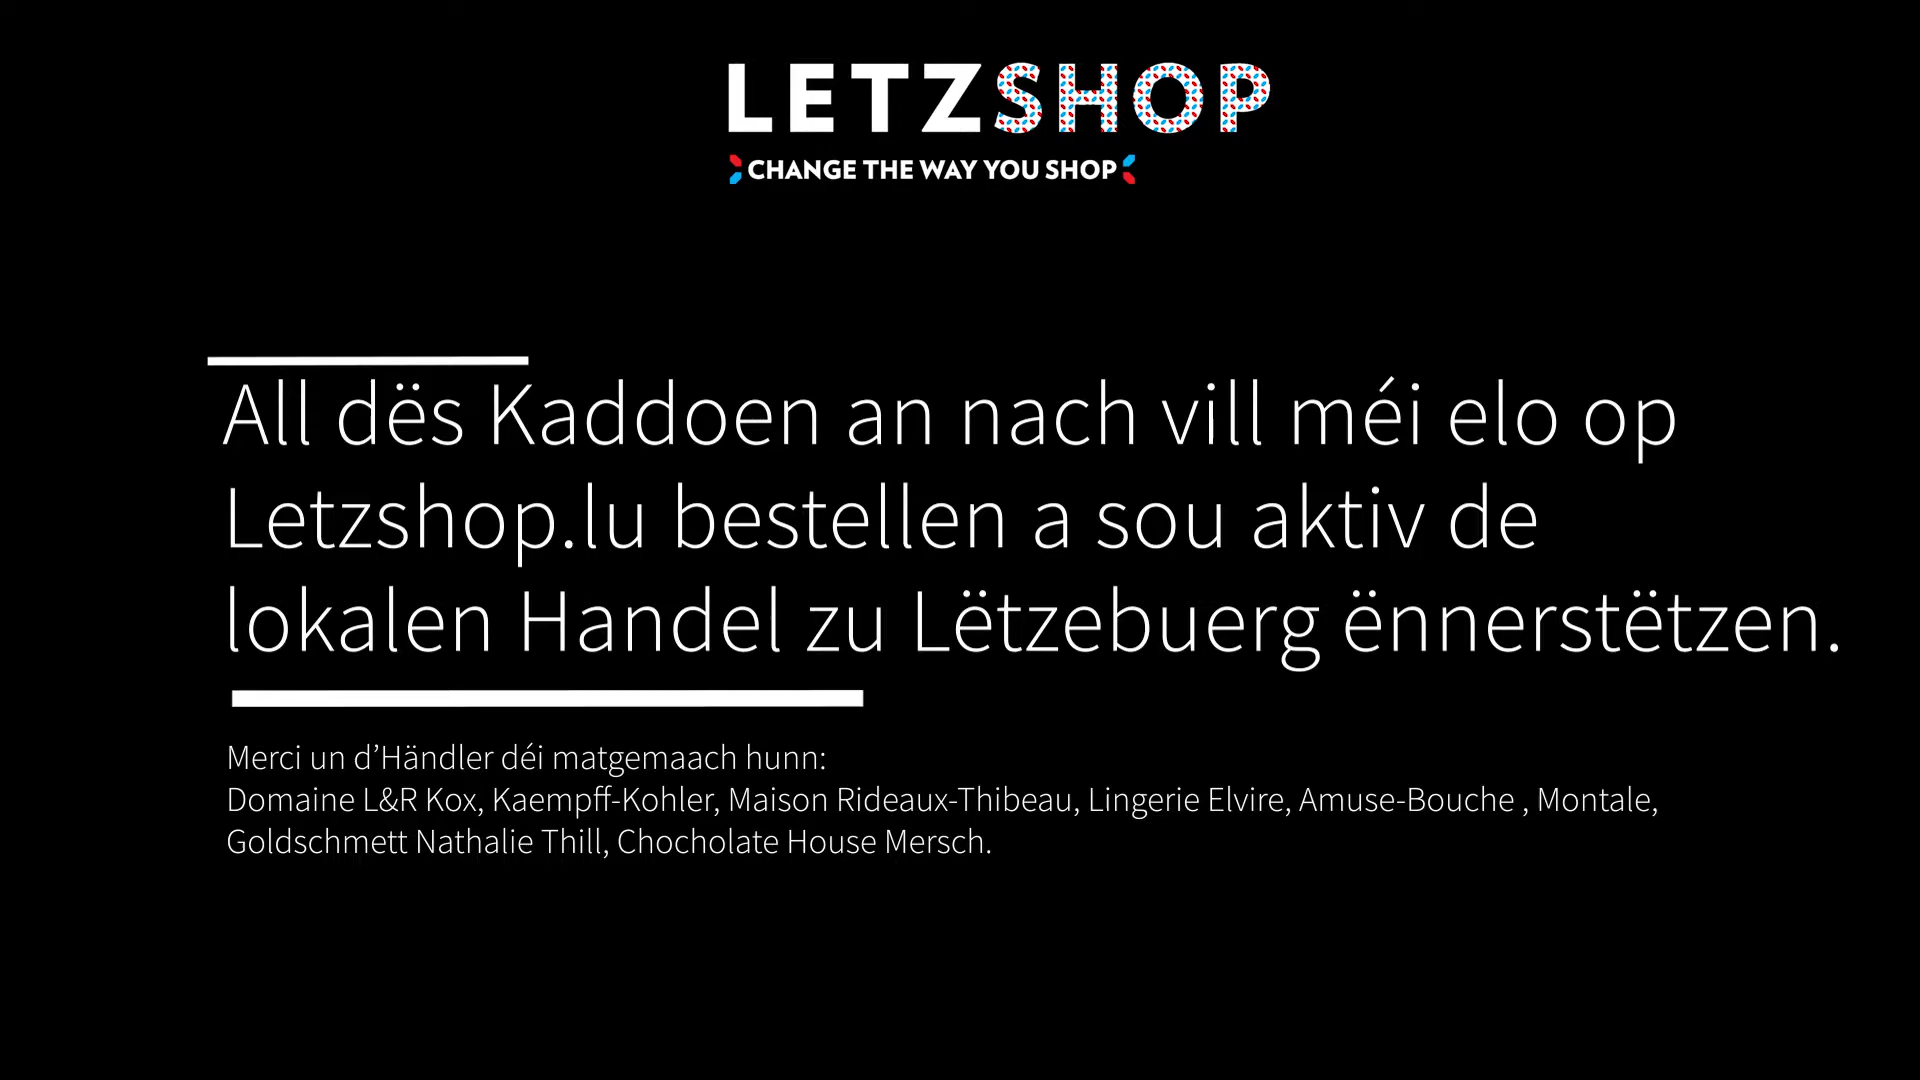 LETZSHOP
CHANGE THE WAY YOU SHOP
All dës Kaddoen an nach vill méi elo op
Letzshop.lu bestellen a sou aktiv de
lokalen Handel zu Lëtzebuerg ënnerstëtzen.
Merci un d’Händler déi matgemaach hunn:
Domaine L&R Kox, Kaempff-Kohler, Maison Rideaux-Thibeau, Lingerie Elvire, Amuse-Bouche , Montale,
Goldschmett Nathalie Thill, Chocholate House Mersch.